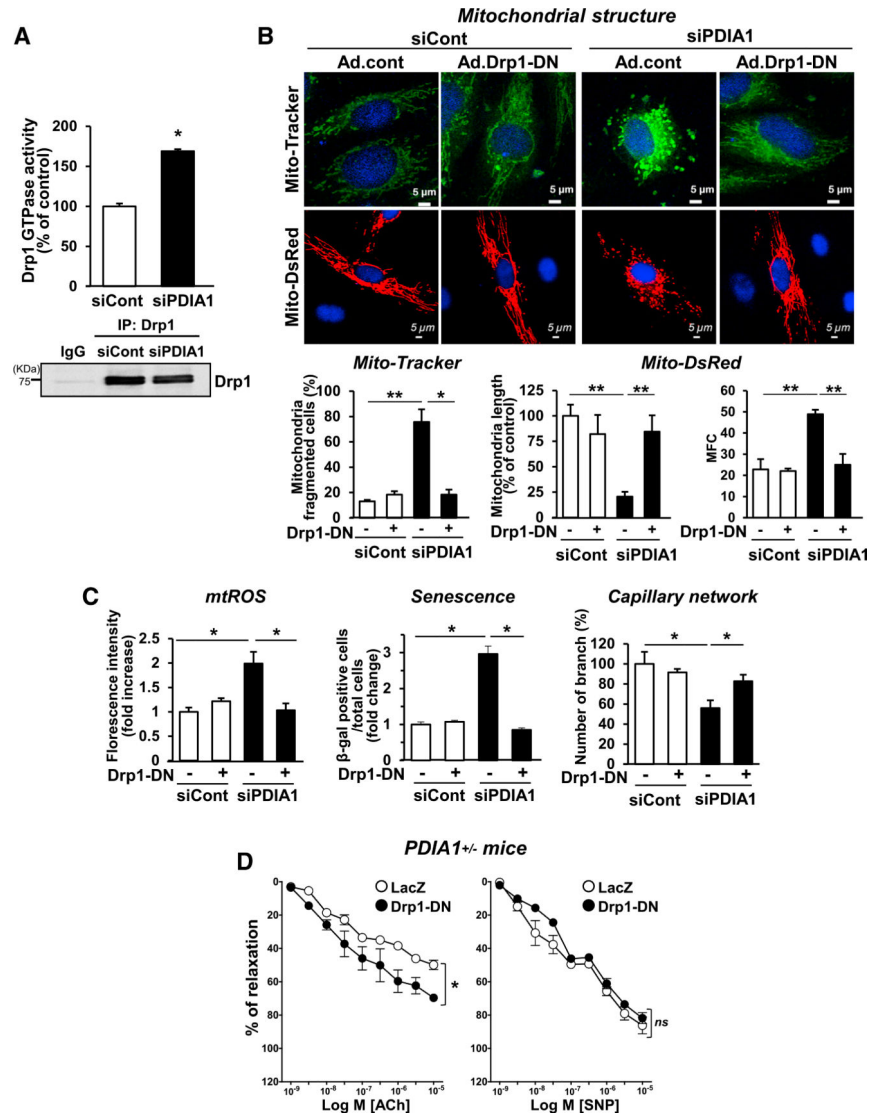 A
Drp1 GTPase activity
(% of control)
200
150
100
50
0
*
siCont siPDIA1
IP: Drp1
IgG siCont siPDIA1
(KDa)
75
Drp1
B
Mitochondrial structure
siCont siPDIA1
Ad.cont Ad.Drp1-DN Ad.cont Ad.Drp1-DN
Mito-Tracker
5 µm 5 µm 5 µm 5 µm
Mito-DsRed
5 µm 5 µm 5 µm 5 µm
Mito-Tracker
Mitochondria
fragmented cells (%)
100
80
60
40
20
0
** *
Drp1-DN - + - +
siCont siPDIA1
Mito-DsRed
Mitochondria length
(% of control)
125
100
75
50
25
0
** **
Drp1-DN - + - +
siCont siPDIA1
MFC
60
50
40
30
20
10
0
** **
- + - +
siCont siPDIA1
C
mtROS
Florescence intensity
(fold increase)
2.5
2
1.5
1
0.5
0
* *
Drp1-DN - + - +
siCont siPDIA1
Senescence
β-gal positive cells
/total cells
(fold change)
4
3
2
1
0
* *
Drp1-DN - + - +
siCont siPDIA1
Capillary network
Number of branch (%)
120
100
80
60
40
20
0
* *
Drp1-DN - + - +
siCont siPDIA1
D
PDIA1+/- mice
% of relaxation
0
20
40
60
80
100
120
LacZ
Drp1-DN
*
10-9 10-8 10-7 10-6 10-5
Log M [ACh]
0
20
40
60
80
100
120
LacZ
Drp1-DN
ns
10-9 10-8 10-7 10-6 10-5
Log M [SNP]